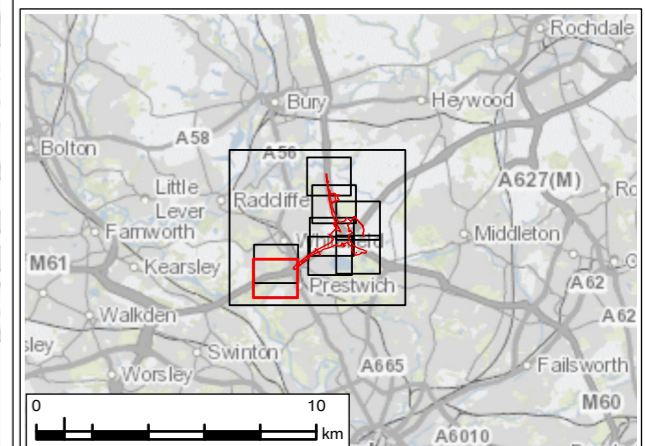 Rochdale
Bury
Heywood
A58
Bolton
A56
A627(M)
Little
Lever
Radcliffe
Ro
Farnworth
Middleton
M61
Kearsley
Prestwich
A62
Walkden
A62
sley
Swinton
A665
Failsworth
Worsley
M60
0 10
km
A6010